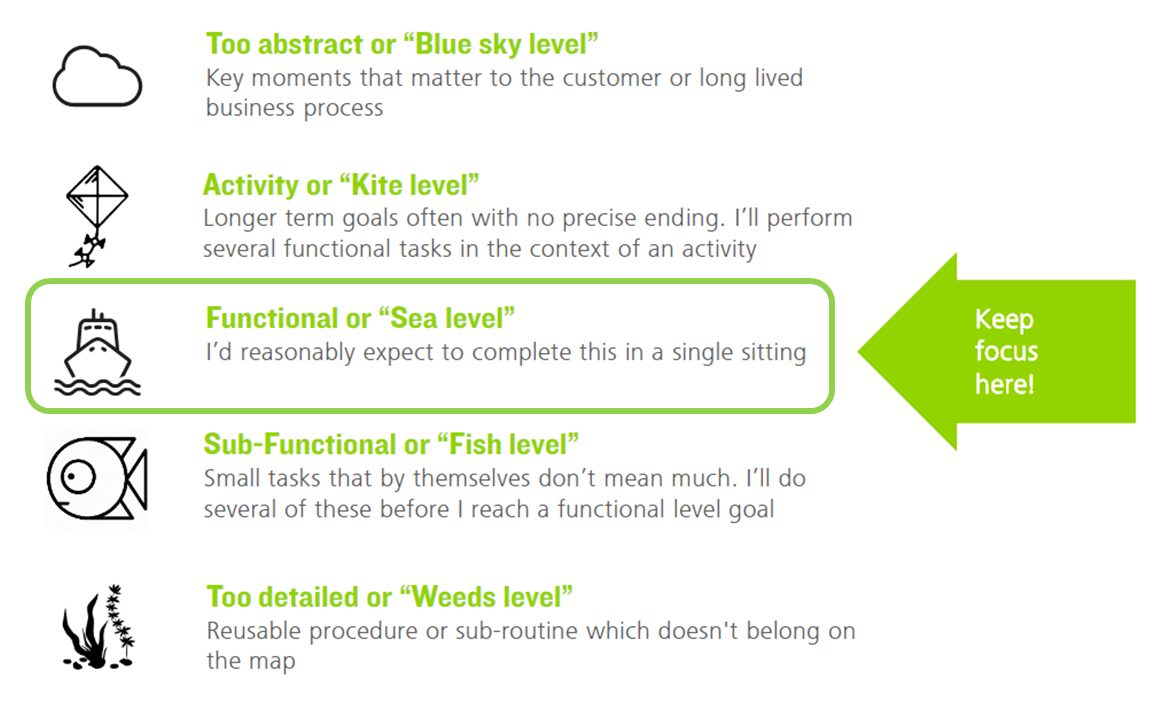 Too abstract or “Blue sky level”
Key moments that matter to the customer or long lived
business process
Activity or “Kite level”
Longer term goals often with no precise ending. I’ll perform
several functional tasks in the context of an activity
Functional or “Sea level”
I’d reasonably expect to complete this in a single sitting
Keep
focus
here!
Sub-Functional or “Fish level”
Small tasks that by themselves don’t mean much. I’ll do
several of these before I reach a functional level goal
Too detailed or “Weeds level”
Reusable procedure or sub-routine which doesn't belong on
the map